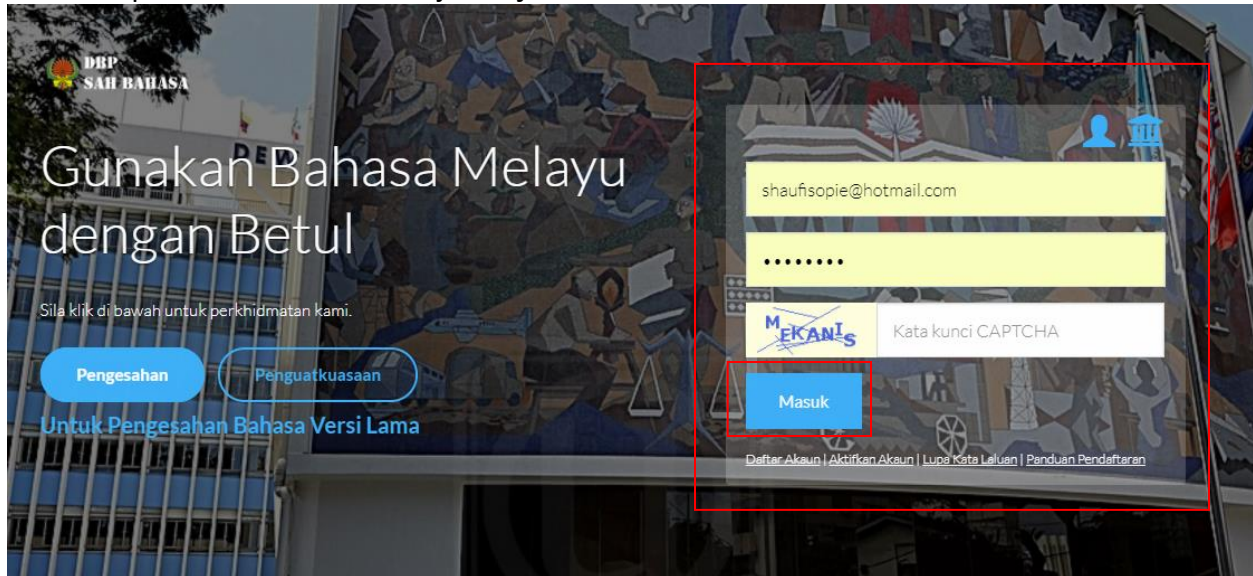 DBP
SAH BAHASA
DEW
Gunakan Bahasa Melayu
dengan Betul
Sila klik di bawah untuk perkhidmatan kami.
Pengesahan
Penguatkuasaan
Untuk Pengesahan Bahasa Versi Lama
shaufisopie@hotmail.com
••••••••
MEKANIS
Kata kunci CAPTCHA
Masuk
Daftar Akaun | Aktifkan Akaun | Lupa Kata Laluan | Panduan Pendaftaran